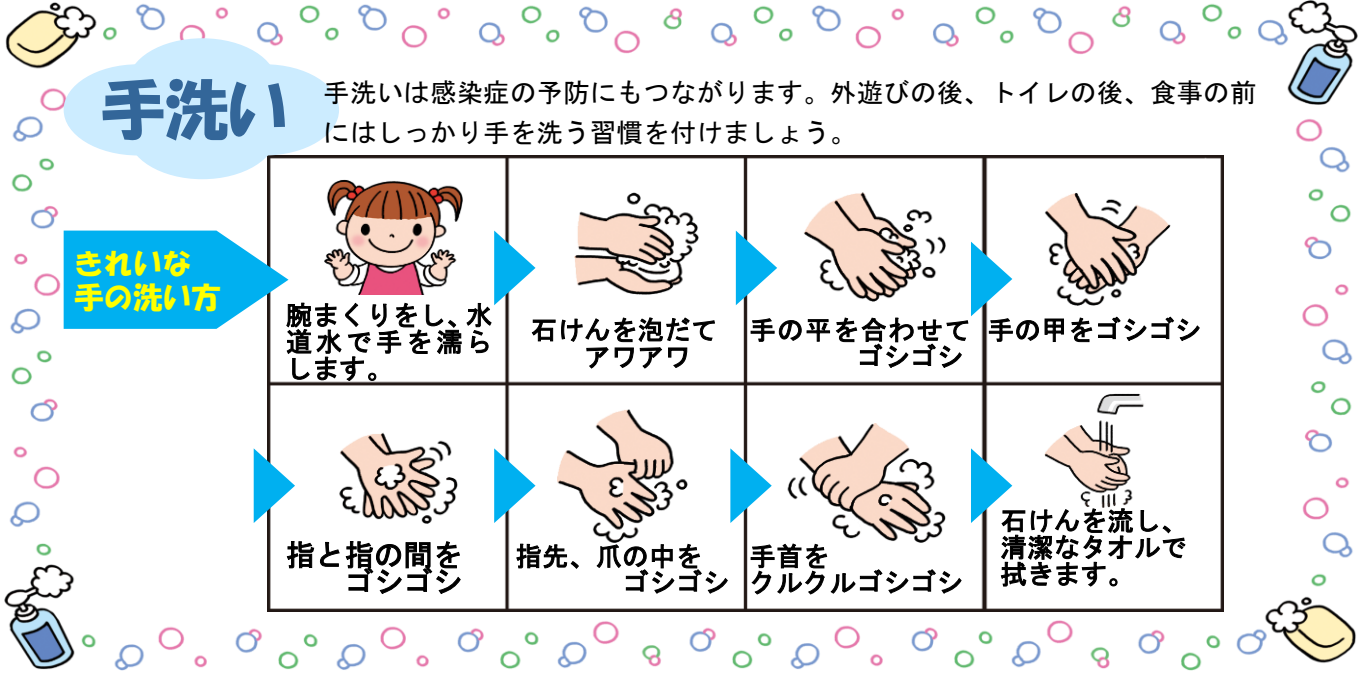 手洗い
手洗いは感染症の予防にもつながります。外遊びの後、トイレの後、食事の前
にはしっかり手を洗う習慣を付けましょう。
きれいな
手の洗い方
腕まくりをし、水
道水で手を濡ら
します。
石けんを泡だて
アワアワ
手の平を合わせて
ゴシゴシ
手の甲をゴシゴシ
指と指の間を
ゴシゴシ
指先、爪の中を
ゴシゴシ
手首を
クルクルゴシゴシ
石けんを流し、
清潔なタオルで
拭きます。